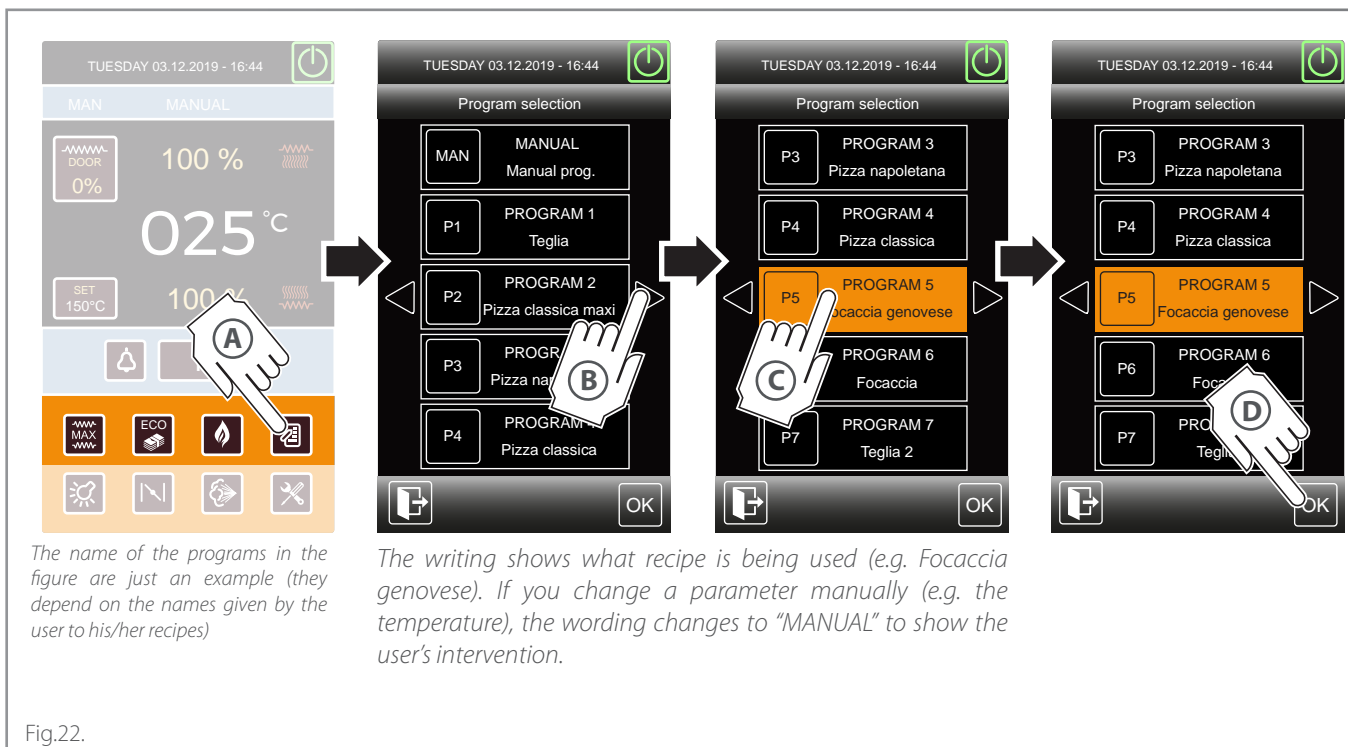 TUESDAY 03.12.2019 - 16:44
MAN MANUAL
DOOR
0%
100 %
025 °C
SET
150°C
100 %
A
MAX
ECO
The name of the programs in the
figure are just an example (they
depend on the names given by the
user to his/her recipes)
TUESDAY 03.12.2019 - 16:44
Program selection
MAN
MANUAL
Manual prog.
P1
PROGRAM 1
Teglia
P2
PROGRAM 2
Pizza classica maxi
P3
Pizza
B
P4
Pizza classica
OK
TUESDAY 03.12.2019 - 16:44
Program selection
P3
PROGRAM 3
Pizza napoletana
P4
PROGRAM 4
Pizza classica
P5
PROGRAM 5
genovese
C
PROGRAM 6
Focaccia
P7
PROGRAM 7
Teglia 2
OK
TUESDAY 03.12.2019 - 16:44
Program selection
P3
PROGRAM 3
Pizza napoletana
P4
PROGRAM 4
Pizza classica
P5
PROGRAM 5
Focaccia genovese
P6
PROGRAM 6
D
P7
OK
The writing shows what recipe is being used (e.g. Focaccia
genovese). If you change a parameter manually (e.g. the
temperature), the wording changes to “MANUAL” to show the
user’s intervention.
Fig.22.